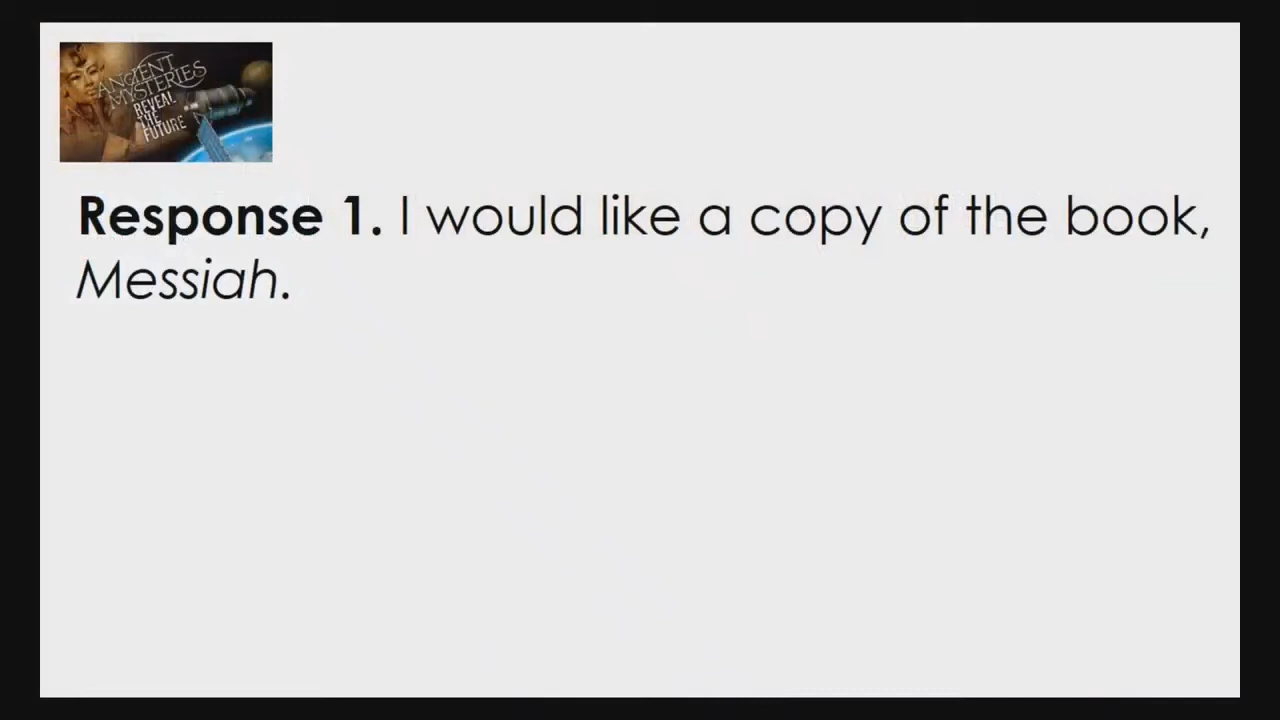 ANCIENT
MYSTERIES
REVEAL
THE
FUTURE
Response 1. I would like a copy of the book,
Messiah.